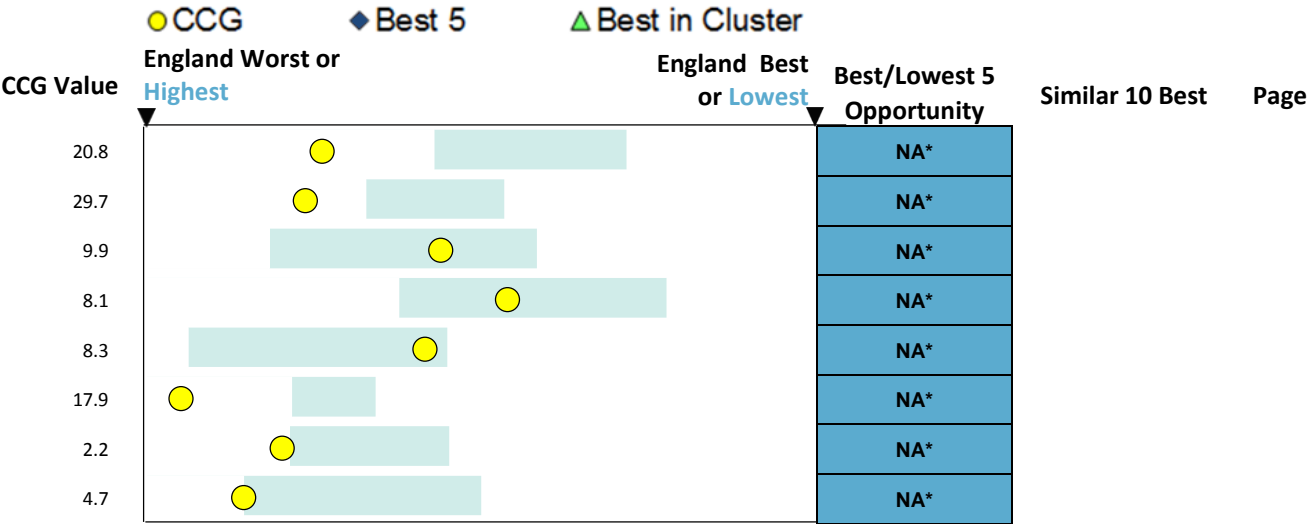 CCG Best 5 Best in Cluster
CCG Value England Worst or Highest England Best or Lowest Best/Lowest 5 Opportunity Similar 10 Best Page
20.8 NA*
29.7 NA*
9.9 NA*
8.1 NA*
8.3 NA*
17.9 NA*
2.2 NA*
4.7 NA*